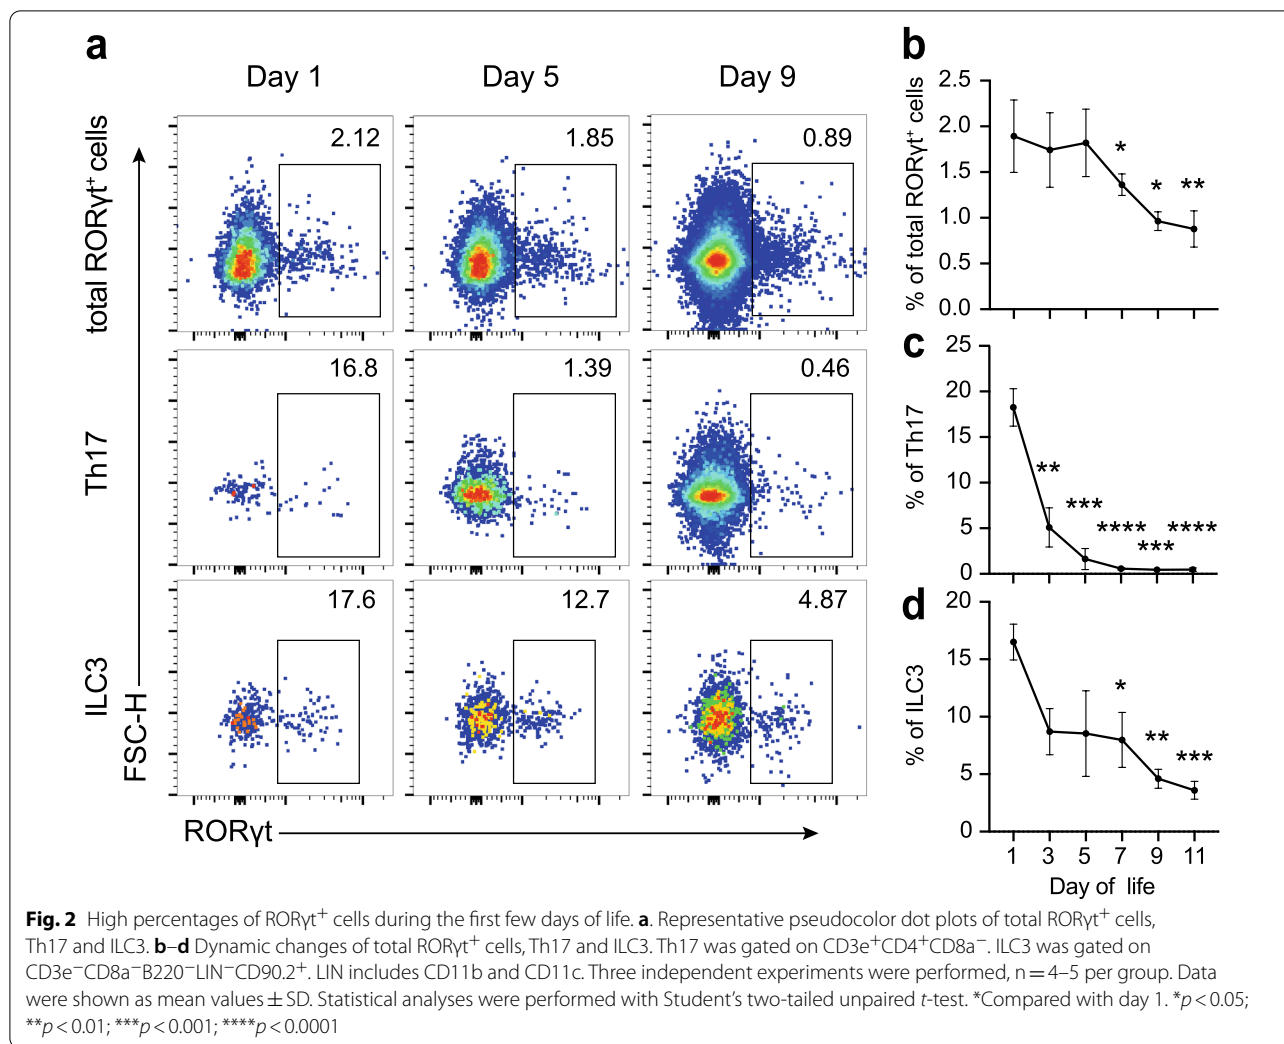 a
Day 1
Day 5
Day 9
total RORγt⁺ cells
2.12
1.85
0.89
Th17
16.8
1.39
0.46
ILC3
17.6
12.7
4.87
FSC-H
RORγt
b
% of total RORγt⁺ cells
2.5
2.0
1.5
1.0
0.5
0.0
*
*
**
c
% of Th17
25
20
15
10
5
0
**
***
****
***
****
d
% of ILC3
20
15
10
5
0
*
**
***
1 3 5 7 9 11
Day of life
Fig. 2 High percentages of RORγt⁺ cells during the first few days of life. a. Representative pseudocolor dot plots of total RORγt⁺ cells,
Th17 and ILC3. b–d Dynamic changes of total RORγt⁺ cells, Th17 and ILC3. Th17 was gated on CD3e⁺CD4⁺CD8a⁻. ILC3 was gated on
CD3e⁻CD8a⁻B220⁻LIN⁻CD90.2⁺. LIN includes CD11b and CD11c. Three independent experiments were performed, n = 4–5 per group. Data
were shown as mean values ± SD. Statistical analyses were performed with Student’s two-tailed unpaired t-test. *Compared with day 1. *p < 0.05;
**p < 0.01; ***p < 0.001; ****p < 0.0001